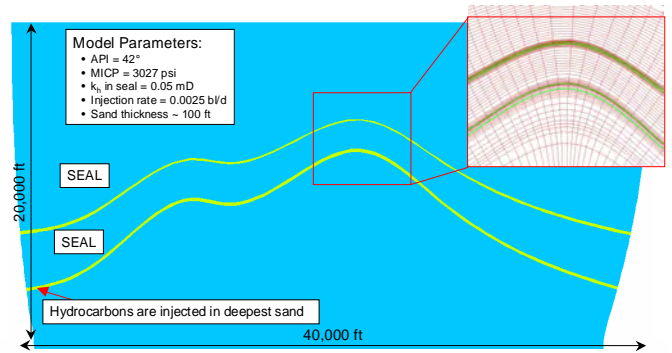 Model Parameters:
• API = 42°
• MICP = 3027 psi
• kh in seal = 0.05 mD
• Injection rate = 0.0025 bl/d
• Sand thickness ~ 100 ft
20,000 ft
SEAL
SEAL
Hydrocarbons are injected in deepest sand
40,000 ft